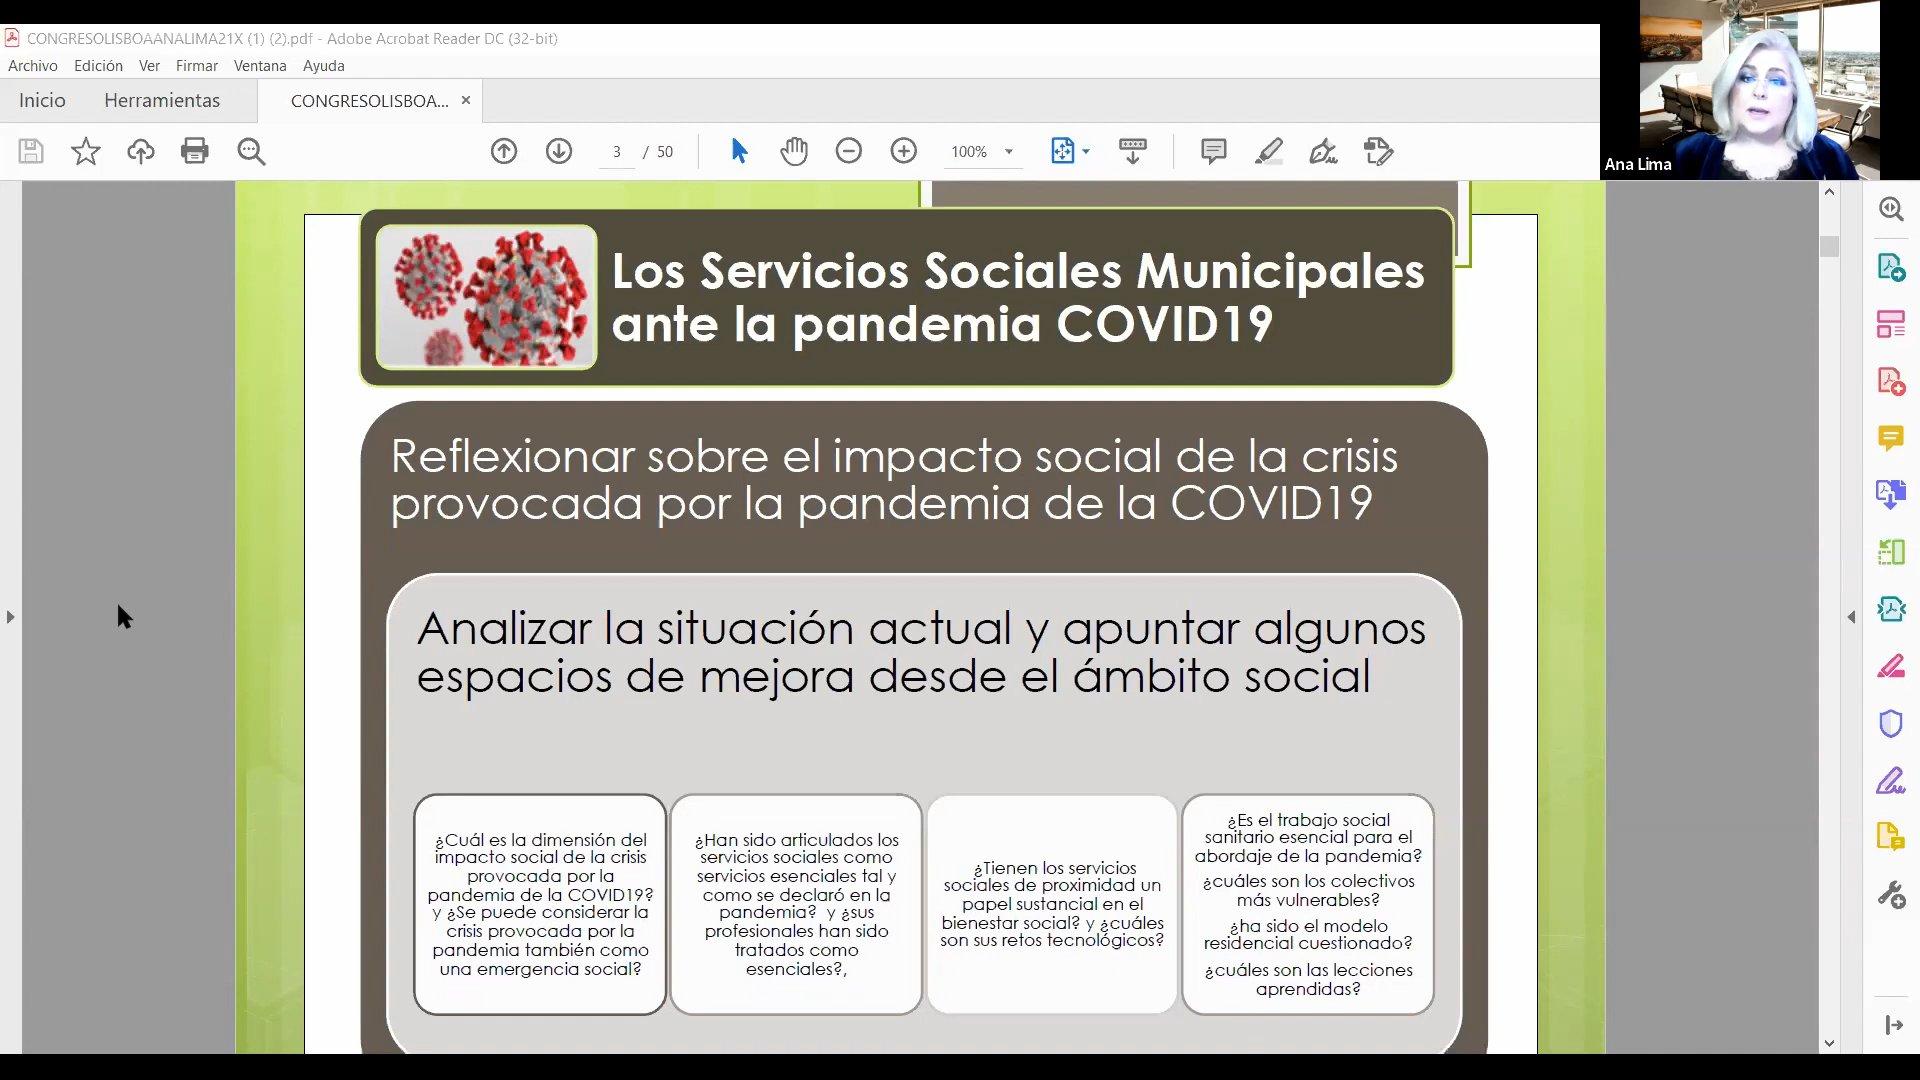 CONGRESOLISBOAANALIMA21X (1) (2).pdf - Adobe Acrobat Reader DC (32-bit)
Archivo Edición Ver Firmar Ventana Ayuda
Inicio Herramientas CONGRESOLISBOA... ×
3 / 50 100%
Ana Lima
Los Servicios Sociales Municipales
ante la pandemia COVID19
Reflexionar sobre el impacto social de la crisis
provocada por la pandemia de la COVID19
Analizar la situación actual y apuntar algunos
espacios de mejora desde el ámbito social
¿Cuál es la dimensión del
impacto social de la crisis
provocada por la
pandemia de la COVID19?
y ¿Se puede considerar la
crisis provocada por la
pandemia también como
una emergencia social?
¿Han sido articulados los
servicios sociales como
servicios esenciales tal y
como se declaró en la
pandemia? y ¿sus
profesionales han sido
tratados como
esenciales?,
¿Tienen los servicios
sociales de proximidad un
papel sustancial en el
bienestar social? y ¿cuáles
son sus retos tecnológicos?
¿Es el trabajo social
sanitario esencial para el
abordaje de la pandemia?
¿cuáles son los colectivos
más vulnerables?
¿ha sido el modelo
residencial cuestionado?
¿cuáles son las lecciones
aprendidas?